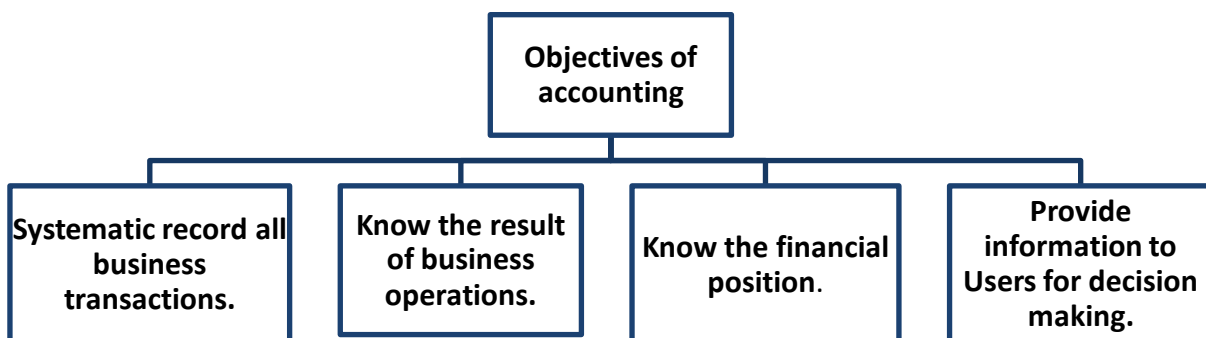 Objectives of
accounting
Systematic record all
business
transactions.
Know the result
of business
operations.
Know the financial
position.
Provide
information to
Users for decision
making.